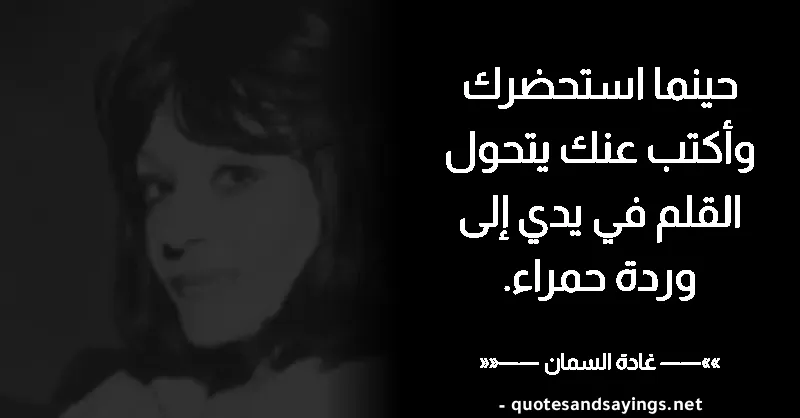 حينما استحضرك
وأكتب عنك يتحول
القلم في يدي إلى
وردة حمراء.
»»—— غادة السمان ——««
- quotesandsayings.net